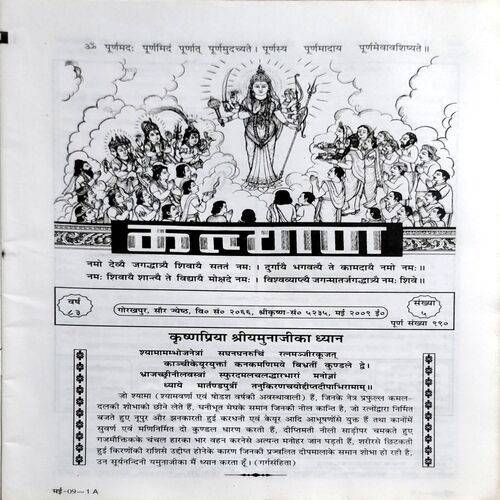 ॐ पूर्णमदः पूर्णमिदं पूर्णात् पूर्णमुदच्यते। पूर्णस्य पूर्णमादाय पूर्णमेवावशिष्यते॥
कल्याण
नमो देव्यै जगद्धात्र्यै शिवायै सततं नमः। दुर्गायै भगवत्यै ते कामदायै नमो नमः॥
नमः शिवायै शान्त्यै ते विद्यायै मोक्षदे नमः। विश्वव्याप्त्यै जगन्मातर्जगद्धात्र्यै नमः शिवे॥
वर्ष
८३
गोरखपुर, सौर ज्येष्ठ, वि० सं० २०६६, श्रीकृष्ण-सं० ५२३५, मई २००९ ई०
संख्या
५
पूर्ण संख्या ९९०
कृष्णप्रिया श्रीयमुनाजीका ध्यान
श्यामामम्भोजनेत्रां सघनघनरुचिं रत्नमञ्जीरकूजत्
काञ्चीकेयूरयुक्तां कनकमणिमये बिभ्रतीं कुण्डले द्वे।
भ्राजच्छ्रीनीलवस्त्रां स्फुरदमलचलद्धारभारां मनोज्ञां
ध्याये मार्तण्डपुत्रीं तनुकिरणचयोद्दीप्तदीपाभिरामाम्॥
जो श्यामा (श्यामवर्णा एवं षोडश वर्षकी अवस्थावाली) हैं, जिनके नेत्र प्रफुल्ल कमल-
दलकी शोभाको छीने लेते हैं, घनीभूत मेघके समान जिनकी नील कान्ति है, जो रत्नोंद्वारा निर्मित
बजते हुए नूपुर और झनकारती हुई करधनी एवं केयूर आदि आभूषणोंसे युक्त हैं तथा कानोंमें
सुवर्ण एवं मणिनिर्मित दो कुण्डल धारण करती हैं, दीप्तिमती नीली साड़ीपर चमकते हुए
गजमौक्तिकके चंचल हारका भार वहन करनेसे अत्यन्त मनोहर जान पड़ती हैं, शरीरसे छिटकती
हुई किरणोंकी राशिसे उद्दीप्त होनेके कारण जिनकी प्रज्वलित दीपमालाके समान शोभा हो रही है,
उन सूर्यनन्दिनी यमुनाजीका मैं ध्यान करता हूँ। (गर्गसंहिता)
मई-09—1A